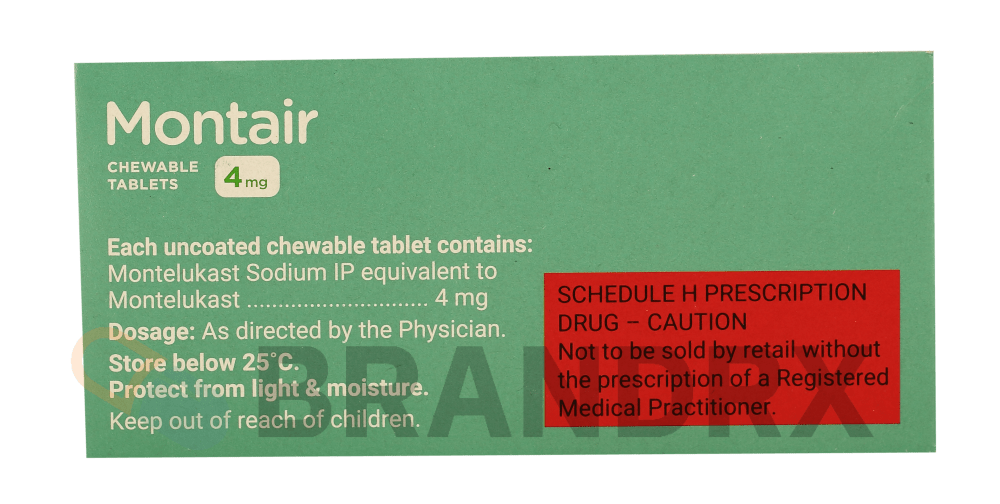 Montair
CHEWABLE
TABLETS
4 mg
Each uncoated chewable tablet contains:
Montelukast Sodium IP equivalent to
Montelukast ............................ 4 mg
Dosage: As directed by the Physician.
Store below 25°C.
Protect from light & moisture.
Keep out of reach of children.
SCHEDULE H PRESCRIPTION
DRUG – CAUTION
Not to be sold by retail without
the prescription of a Registered
Medical Practitioner.
BRANDRX